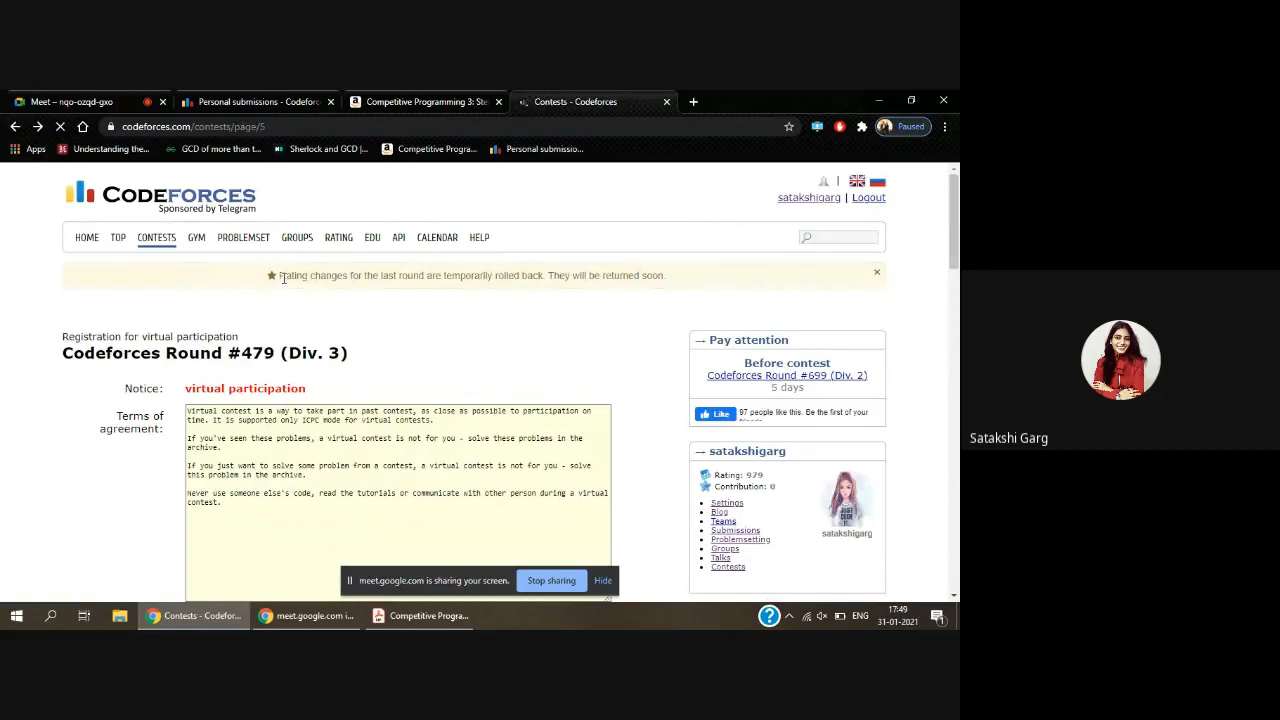 Meet – nqo-ozqd-gxo
Personal submissions - Codeforc
Competitive Programming 3: Ste
Contests - Codeforces
codeforces.com/contests/page/5
Paused
Apps
Understanding the...
GCD of more than t...
Sherlock and GCD |...
Competitive Progra...
Personal submissio...
CODEFORCES
Sponsored by Telegram
satakshigarg | Logout
HOME TOP CONTESTS GYM PROBLEMSET GROUPS RATING EDU API CALENDAR HELP
Rating changes for the last round are temporarily rolled back. They will be returned soon.
Registration for virtual participation
Codeforces Round #479 (Div. 3)
Notice: virtual participation
Terms of
agreement:
Virtual contest is a way to take part in past contest, as close as possible to participation on
time. It is supported only ICPC mode for virtual contests.
If you've seen these problems, a virtual contest is not for you - solve these problems in the
archive.
If you just want to solve some problem from a contest, a virtual contest is not for you - solve
this problem in the archive.
Never use someone else's code, read the tutorials or communicate with other person during a virtual
contest.
→ Pay attention
Before contest
Codeforces Round #699 (Div. 2)
5 days
Like
97 people like this. Be the first of your
→ satakshigarg
Rating: 979
Contribution: 0
Settings
Blog
Teams
Submissions
Problemsetting
Groups
Talks
Contests
JUST
CODE
IT
satakshigarg
meet.google.com is sharing your screen.
Stop sharing
Hide
Contests - Codefor...
meet.google.com i...
Competitive Progra...
ENG
17:49
31-01-2021
1
Satakshi Garg